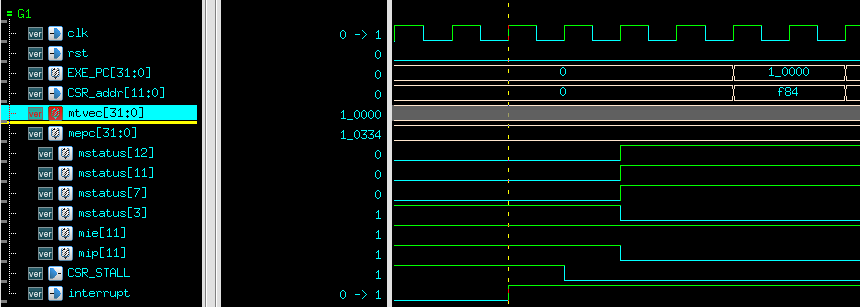 = G1
ver clk 0 -> 1
ver rst 0
ver EXE_PC[31:0] 0 0 1_0000
ver CSR_addr[11:0] 0 0 f84
ver mtvec[31:0] 1_0000
ver mepc[31:0] 1_0334
ver mstatus[12] 0
ver mstatus[11] 0
ver mstatus[7] 0
ver mstatus[3] 1
ver mie[11] 1
ver mip[11] 1
ver CSR_STALL 1
ver interrupt 0 -> 1